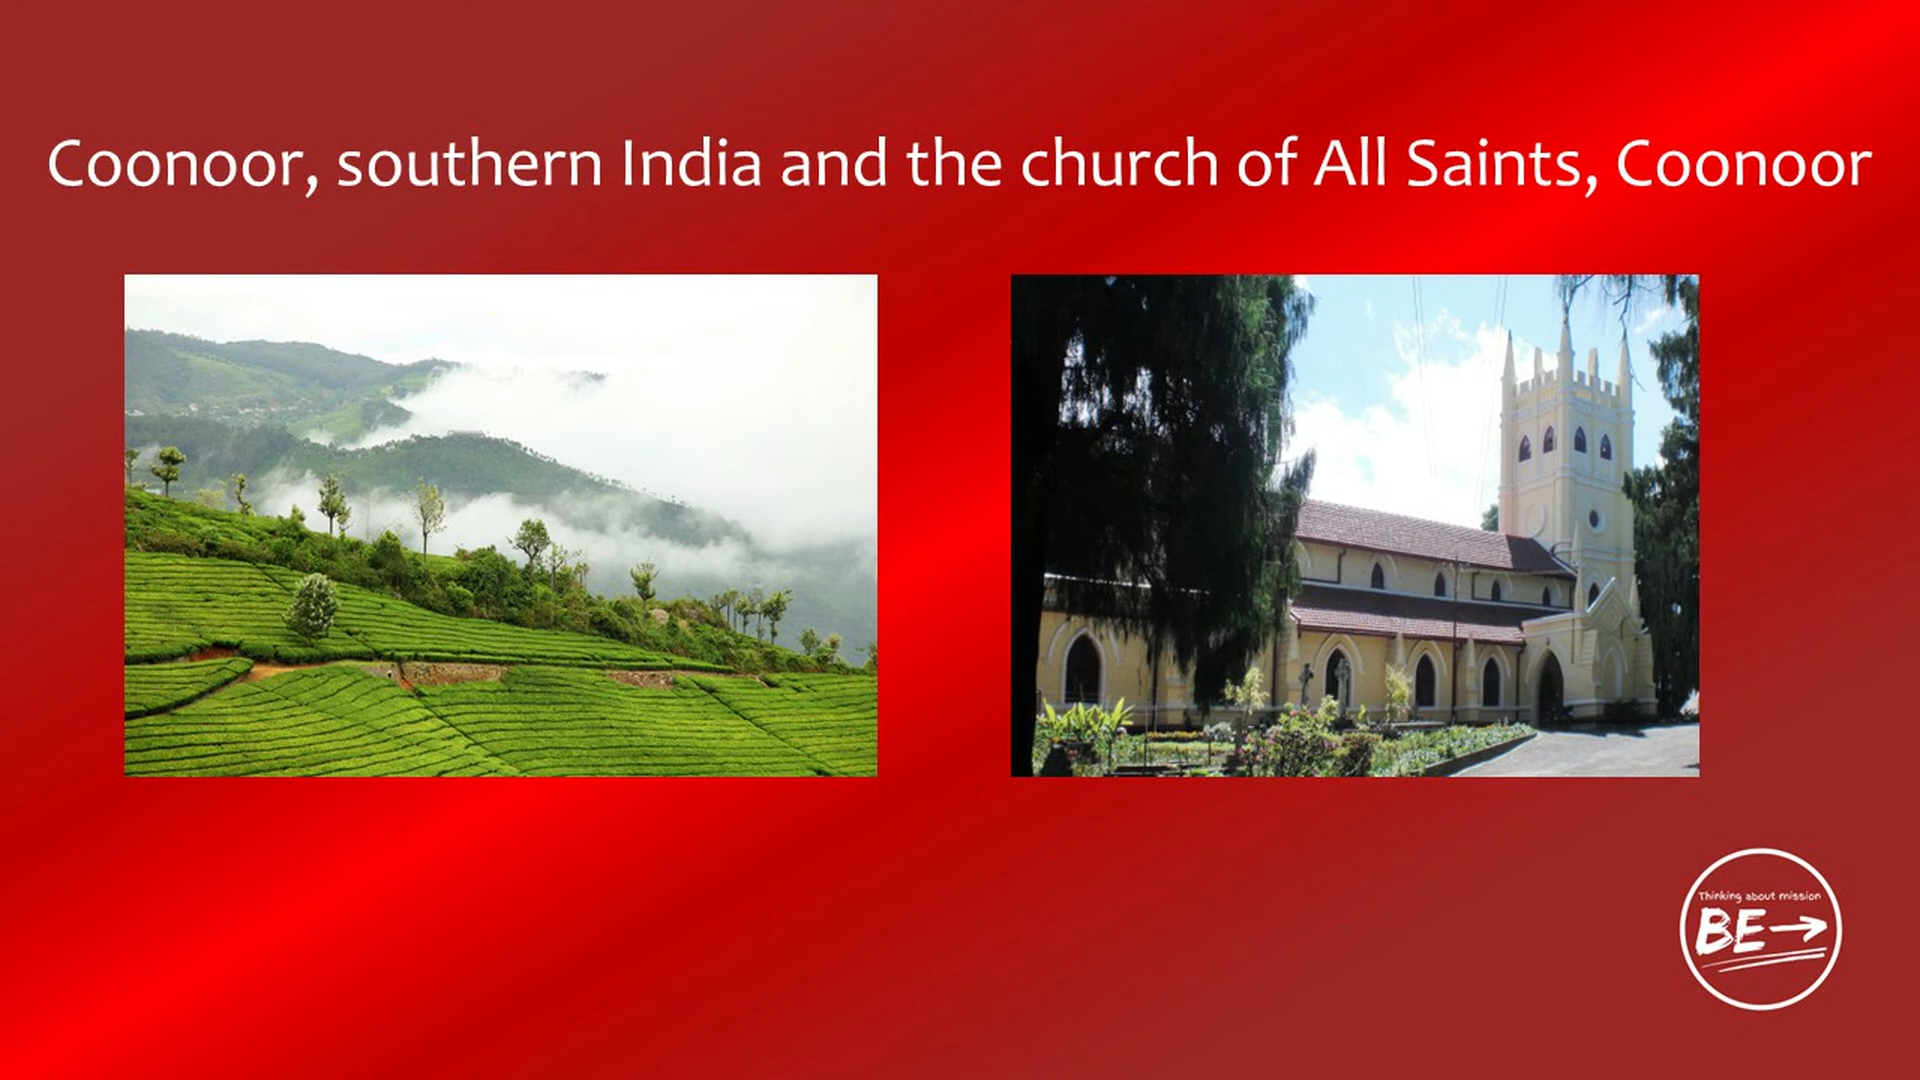 Coonoor, southern India and the church of All Saints, Coonoor
Thinking about mission
BE